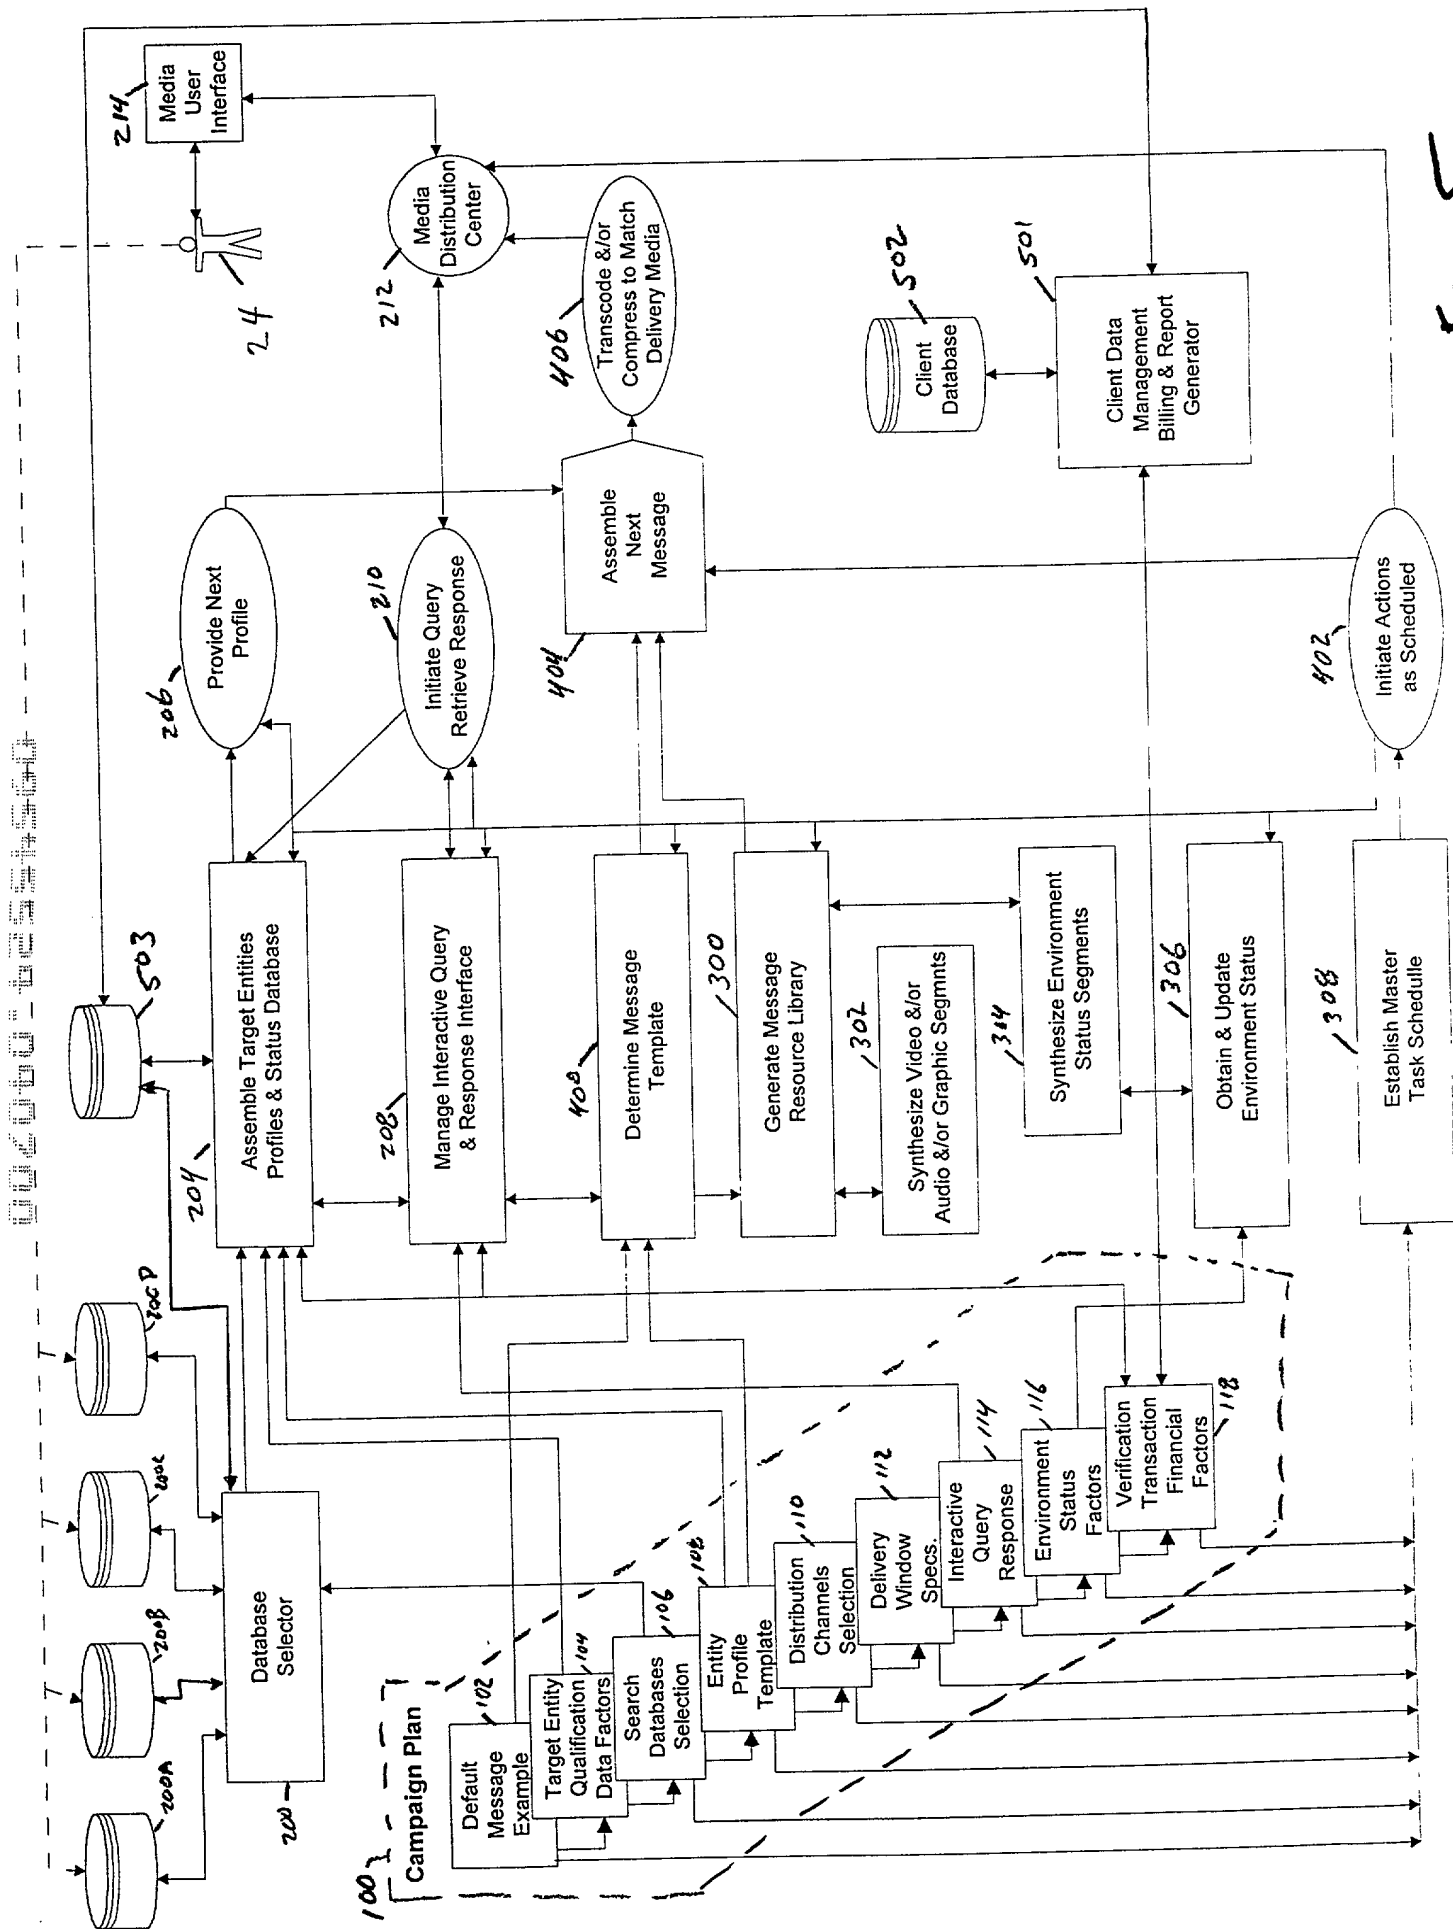 200A
200B
200C
200D
503
200
Database
Selector
204
Assemble Target Entities
Profiles & Status Database
206
Provide Next
Profile
24
214
Media
User
Interface
208
Manage Interactive Query
& Response Interface
210
Initiate Query
Retrieve Response
212
Media
Distribution
Center
400
Determine Message
Template
404
Assemble
Next
Message
406
Transcode &/or
Compress to Match
Delivery Media
300
Generate Message
Resource Library
302
Synthesize Video &/or
Audio &/or Graphic Segmnts
304
Synthesize Environment
Status Segments
306
Obtain & Update
Environment Status
308
Establish Master
Task Schedulle
402
Initiate Actions
as Scheduled
502
Client
Database
501
Client Data
Management
Billing & Report
Generator
100
Campaign Plan
102
Default
Message
Example
104
Target Entity
Qualification
Data Factors
106
Search
Databases
Selection
108
Entity
Profile
Template
110
Distribution
Channels
Selection
112
Delivery
Window
Specs.
114
Interactive
Query
Response
116
Environment
Status
Factors
118
Verification
Transaction
Financial
Factors